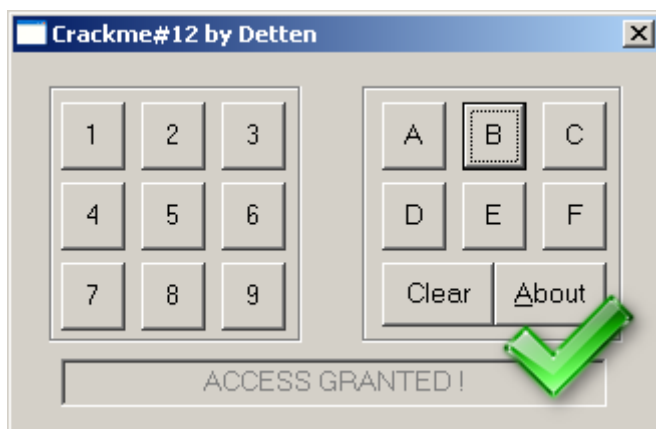 Crackme#12 by Detten
1 2 3 A B C
4 5 6 D E F
7 8 9 Clear About
ACCESS GRANTED !